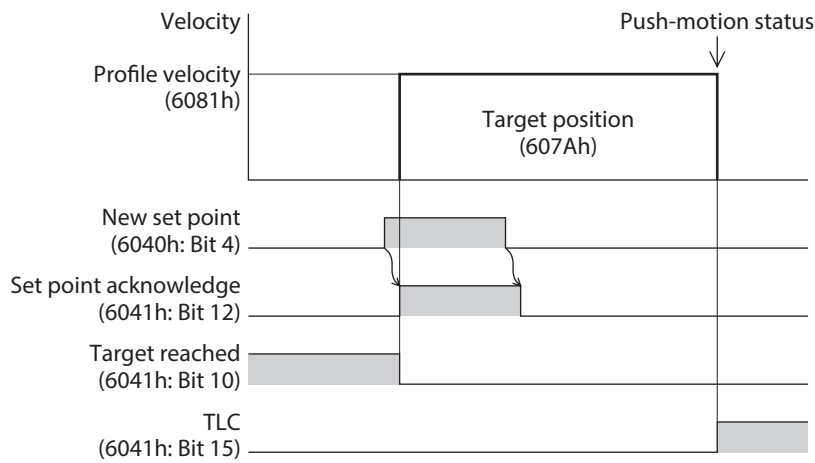 Velocity
Push-motion status
Profile velocity
(6081h)
Target position
(607Ah)
New set point
(6040h: Bit 4)
Set point acknowledge
(6041h: Bit 12)
Target reached
(6041h: Bit 10)
TLC
(6041h: Bit 15)